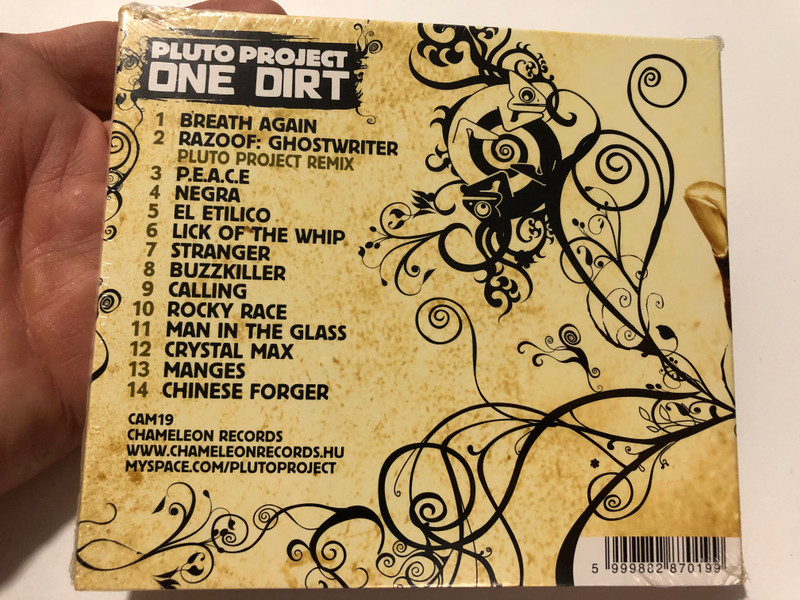 PLUTO PROJECT
ONE DIRT
1 BREATH AGAIN
2 RAZOOF: GHOSTWRITER
PLUTO PROJECT REMIX
3 P.E.A.C.E
4 NEGRA
5 EL ETILICO
6 LICK OF THE WHIP
7 STRANGER
8 BUZZKILLER
9 CALLING
10 ROCKY RACE
11 MAN IN THE GLASS
12 CRYSTAL MAX
13 MANGES
14 CHINESE FORGER
CAM19
CHAMELEON RECORDS
WWW.CHAMELEONRECORDS.HU
MYSPACE.COM/PLUTOPROJECT
5 999882 870199